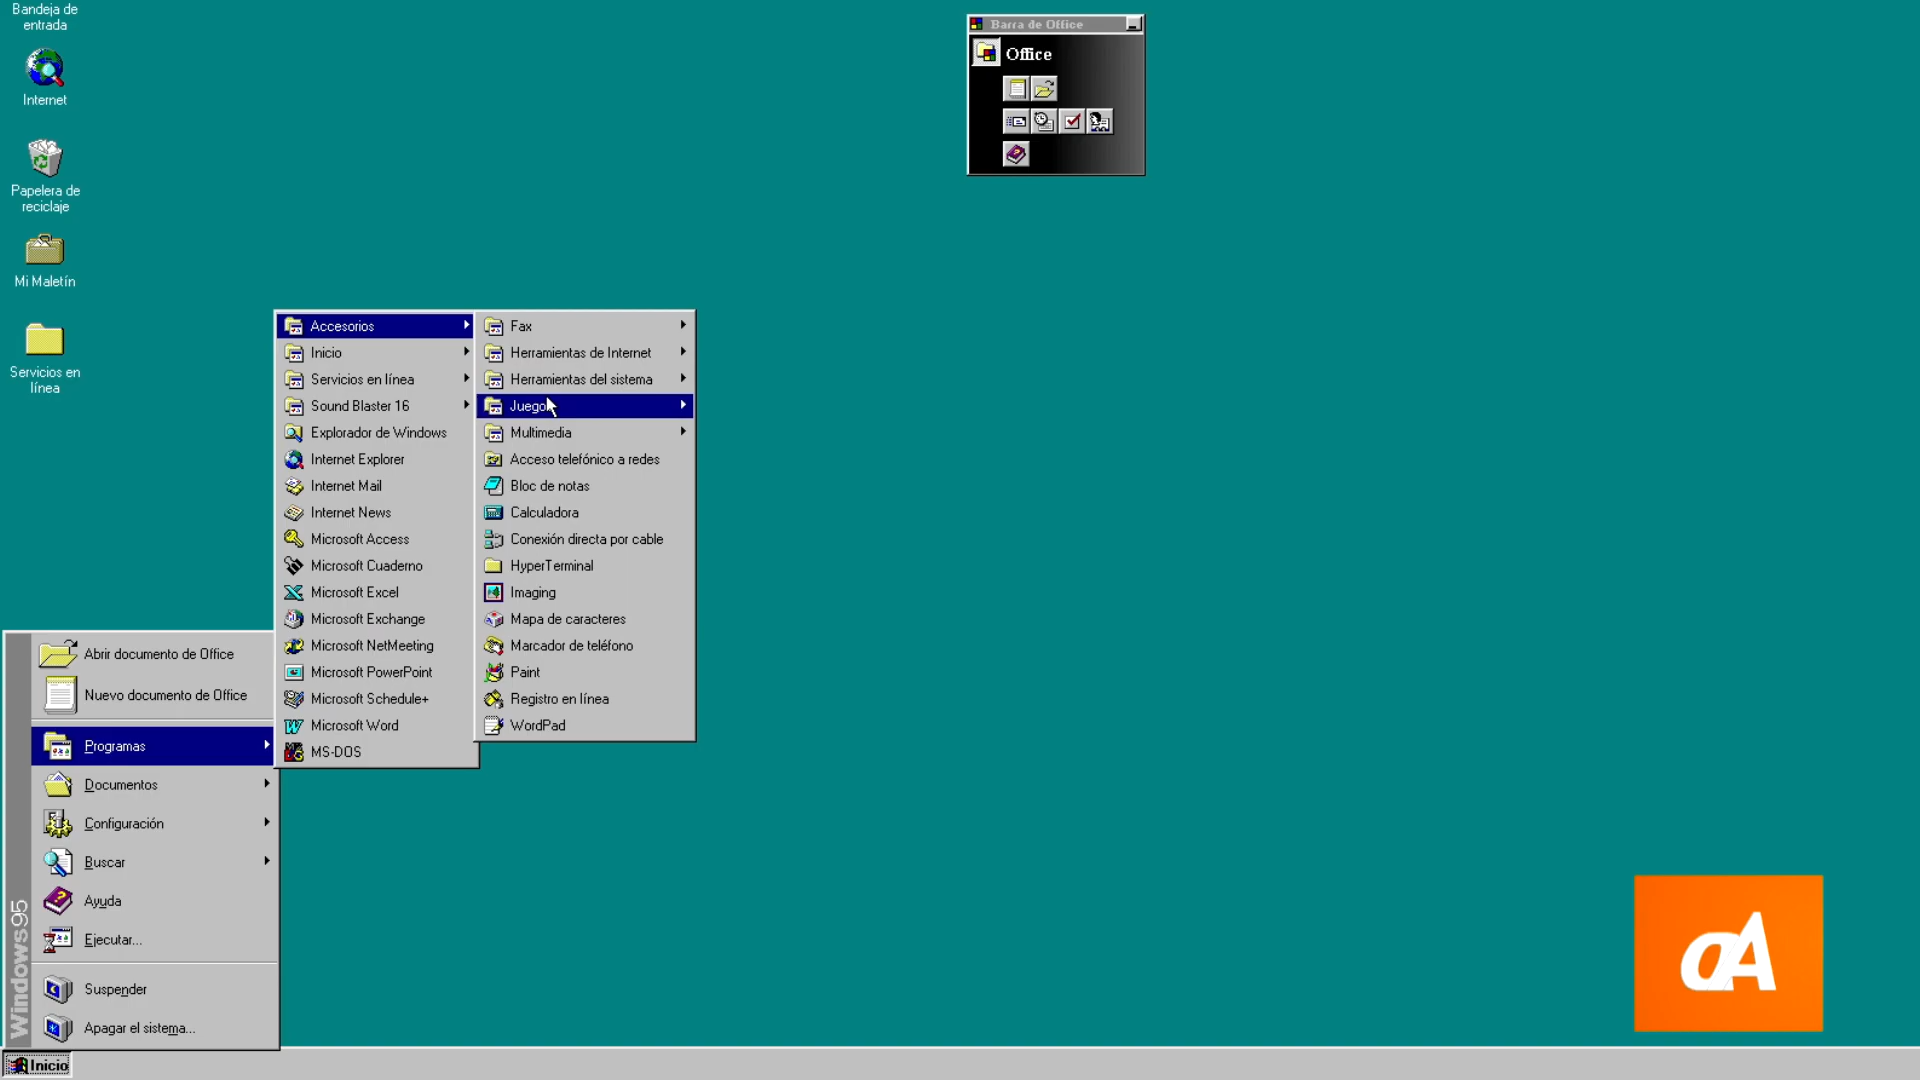 Bandeja de
entrada
Internet
Papelera de
reciclaje
Mi Maletín
Servicios en
línea
Barra de Office
Office
Accesorios
Inicio
Servicios en línea
Sound Blaster 16
Explorador de Windows
Internet Explorer
Internet Mail
Internet News
Microsoft Access
Microsoft Cuaderno
Microsoft Excel
Microsoft Exchange
Microsoft NetMeeting
Microsoft PowerPoint
Microsoft Schedule+
Microsoft Word
MS-DOS
Fax
Herramientas de Internet
Herramientas del sistema
Juegos
Multimedia
Acceso telefónico a redes
Bloc de notas
Calculadora
Conexión directa por cable
HyperTerminal
Imaging
Mapa de caracteres
Marcador de teléfono
Paint
Registro en línea
WordPad
Abrir documento de Office
Nuevo documento de Office
Programas
Documentos
Configuración
Buscar
Ayuda
Ejecutar...
Suspender
Apagar el sistema...
Windows95
Inicio
aA